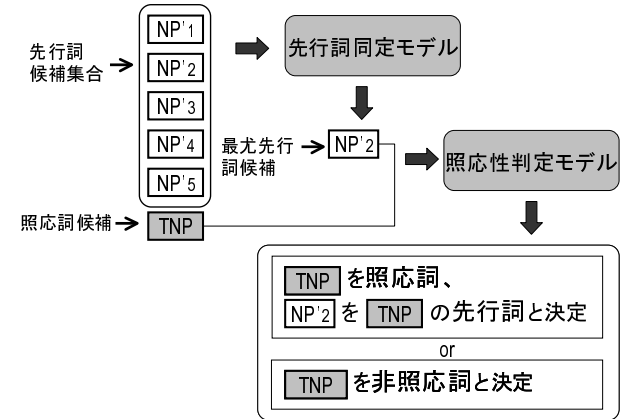 先行詞
候補集合
NP'1
NP'2
NP'3
NP'4
NP'5
先行詞同定モデル
最尤先行
詞候補
NP'2
照応性判定モデル
照応詞候補
TNP
TNP を照応詞、
NP'2 を TNP の先行詞と決定
or
TNP を非照応詞と決定